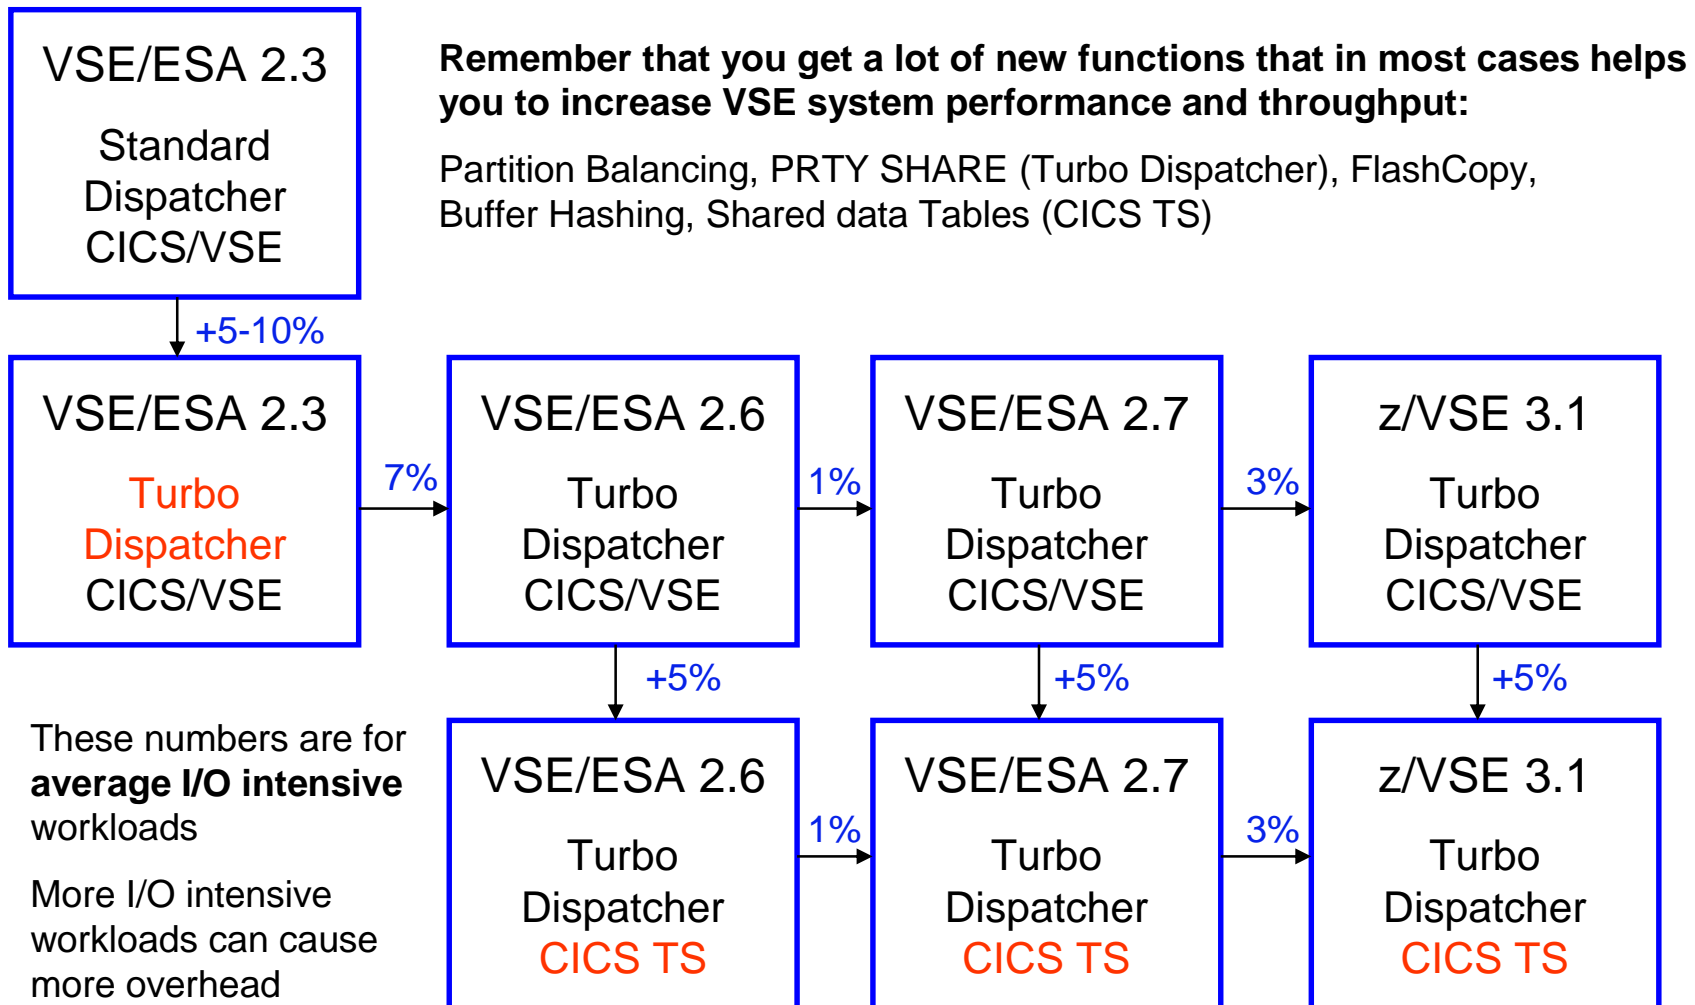 VSE/ESA 2.3
Standard
Dispatcher
CICS/VSE
Remember that you get a lot of new functions that in most cases helps
you to increase VSE system performance and throughput:
Partition Balancing, PRTY SHARE (Turbo Dispatcher), FlashCopy,
Buffer Hashing, Shared data Tables (CICS TS)
+5-10%
VSE/ESA 2.3
Turbo
Dispatcher
CICS/VSE
7%
VSE/ESA 2.6
Turbo
Dispatcher
CICS/VSE
1%
VSE/ESA 2.7
Turbo
Dispatcher
CICS/VSE
3%
z/VSE 3.1
Turbo
Dispatcher
CICS/VSE
+5%
+5%
+5%
These numbers are for
average I/O intensive
workloads
More I/O intensive
workloads can cause
more overhead
VSE/ESA 2.6
Turbo
Dispatcher
CICS TS
1%
VSE/ESA 2.7
Turbo
Dispatcher
CICS TS
3%
z/VSE 3.1
Turbo
Dispatcher
CICS TS